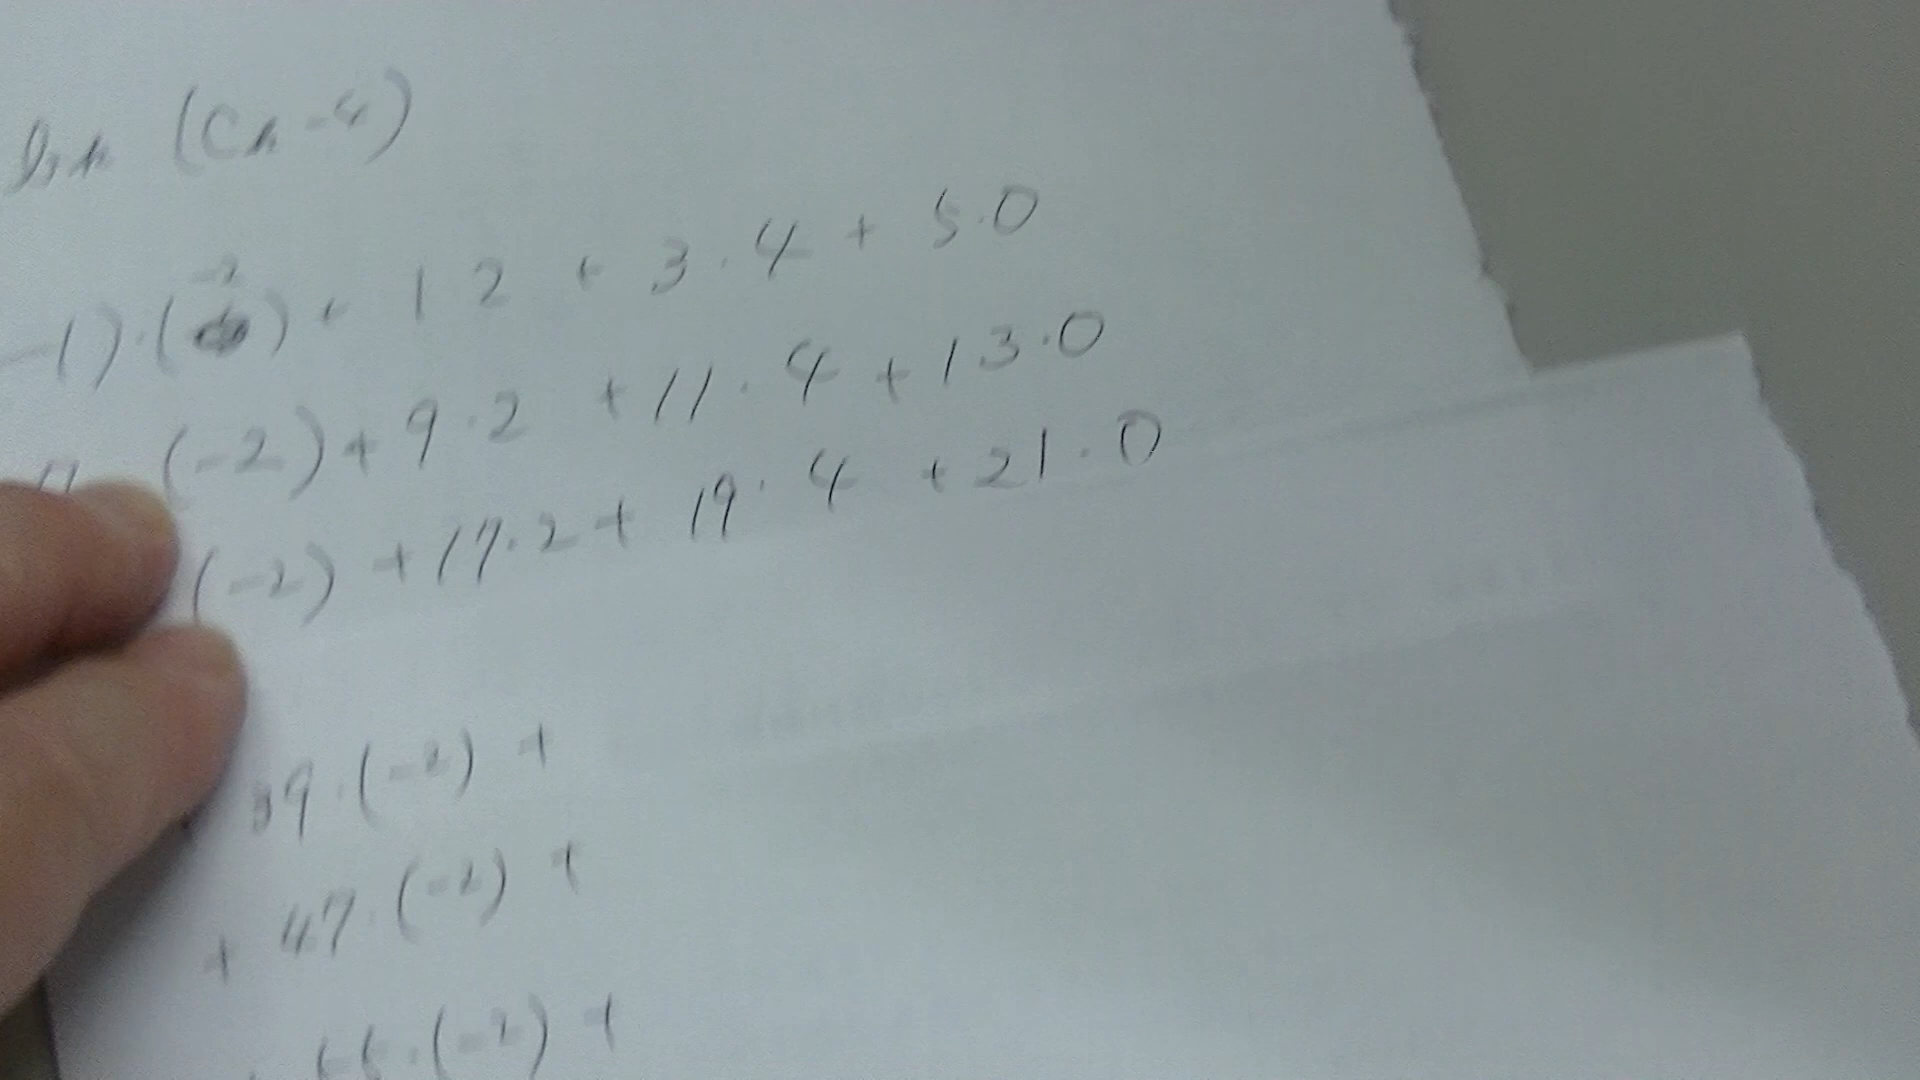 (Cn-4)
-1)·(-2) + 1·2 + 3·4 + 5·0
(-2) + 9·2 + 11·4 + 13·0
(-2) + 17·2 + 19·4 + 21·0
39·(-2) +
+ 47·(-2) +
·(-2) +